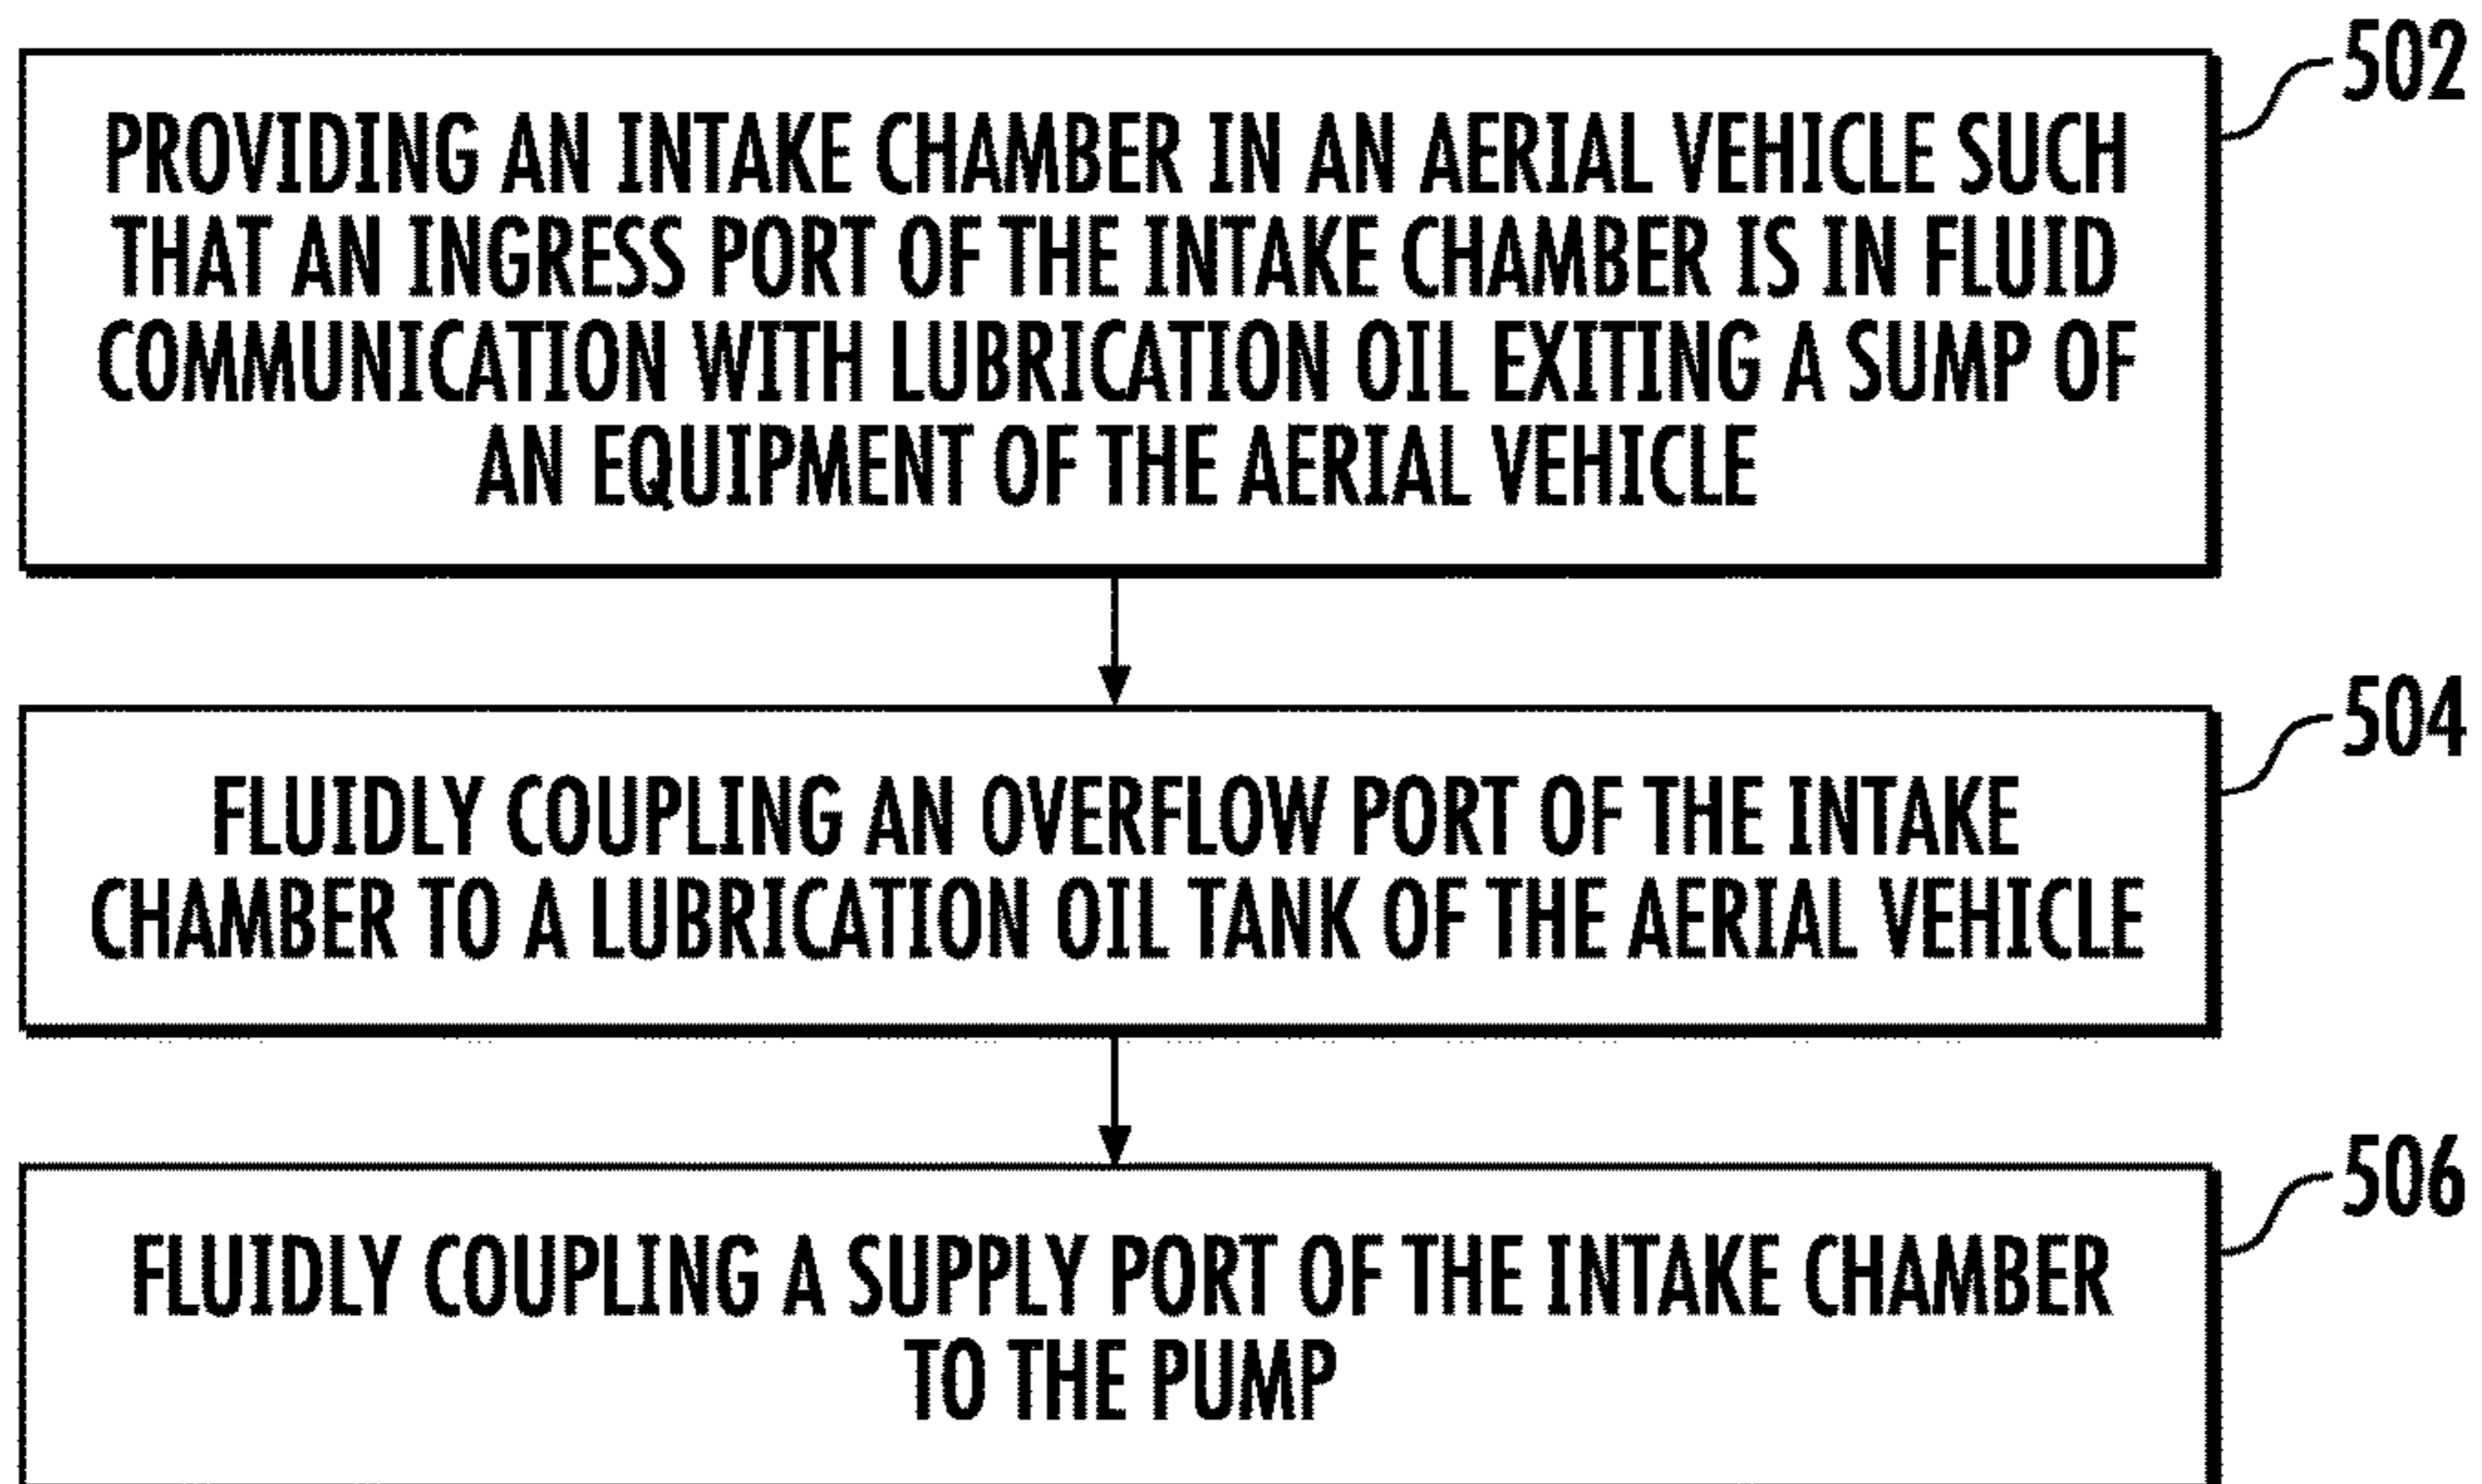 502
PROVIDING AN INTAKE CHAMBER IN AN AERIAL VEHICLE SUCH
THAT AN INGRESS PORT OF THE INTAKE CHAMBER IS IN FLUID
COMMUNICATION WITH LUBRICATION OIL EXITING A SUMP OF
AN EQUIPMENT OF THE AERIAL VEHICLE
504
FLUIDLY COUPLING AN OVERFLOW PORT OF THE INTAKE
CHAMBER TO A LUBRICATION OIL TANK OF THE AERIAL VEHICLE
506
FLUIDLY COUPLING A SUPPLY PORT OF THE INTAKE CHAMBER
TO THE PUMP